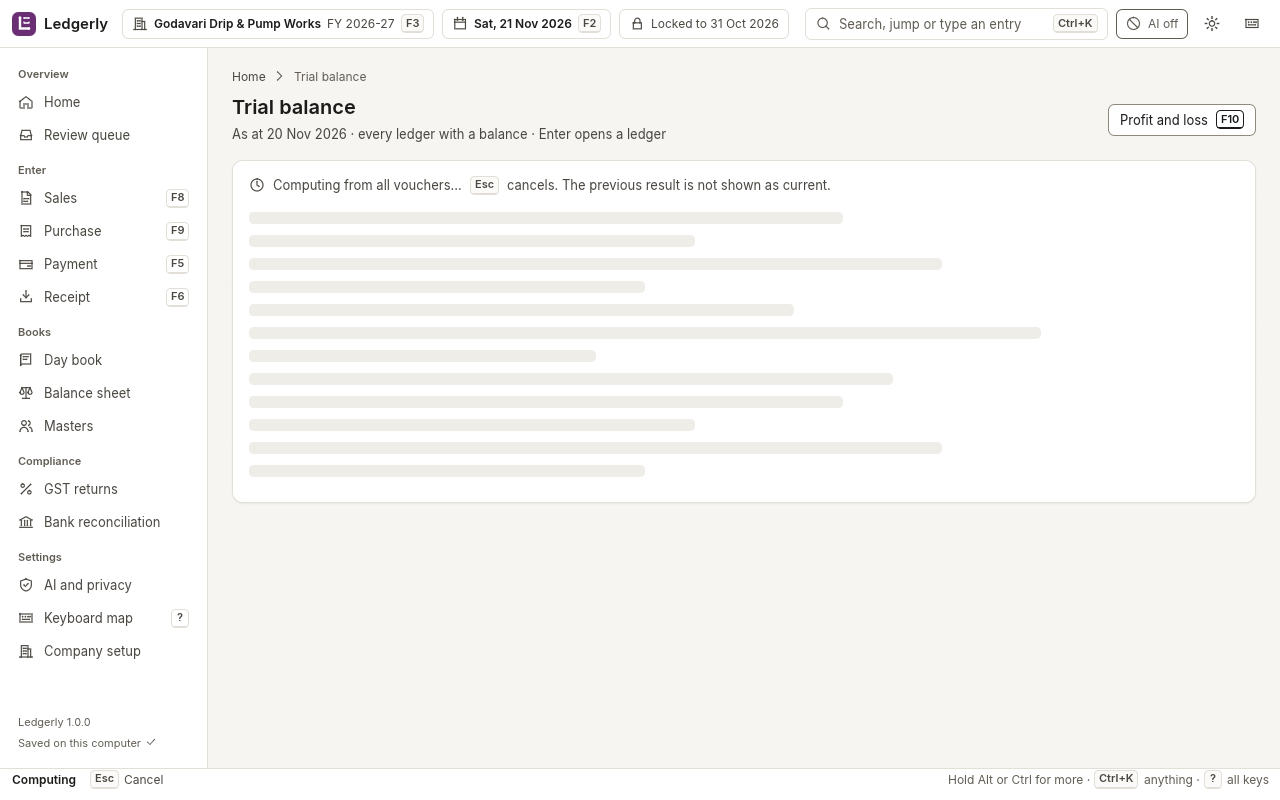 Ledgerly
Godavari Drip & Pump Works FY 2026-27 F3
Sat, 21 Nov 2026 F2
Locked to 31 Oct 2026
Search, jump or type an entry Ctrl+K
AI off
Overview
Home
Review queue
Enter
Sales F8
Purchase F9
Payment F5
Receipt F6
Books
Day book
Balance sheet
Masters
Compliance
GST returns
Bank reconciliation
Settings
AI and privacy
Keyboard map ?
Company setup
Ledgerly 1.0.0
Saved on this computer
Home Trial balance
Trial balance
As at 20 Nov 2026 · every ledger with a balance · Enter opens a ledger
Profit and loss F10
Computing from all vouchers... Esc cancels. The previous result is not shown as current.
Computing Esc Cancel
Hold Alt or Ctrl for more · Ctrl+K anything · ? all keys